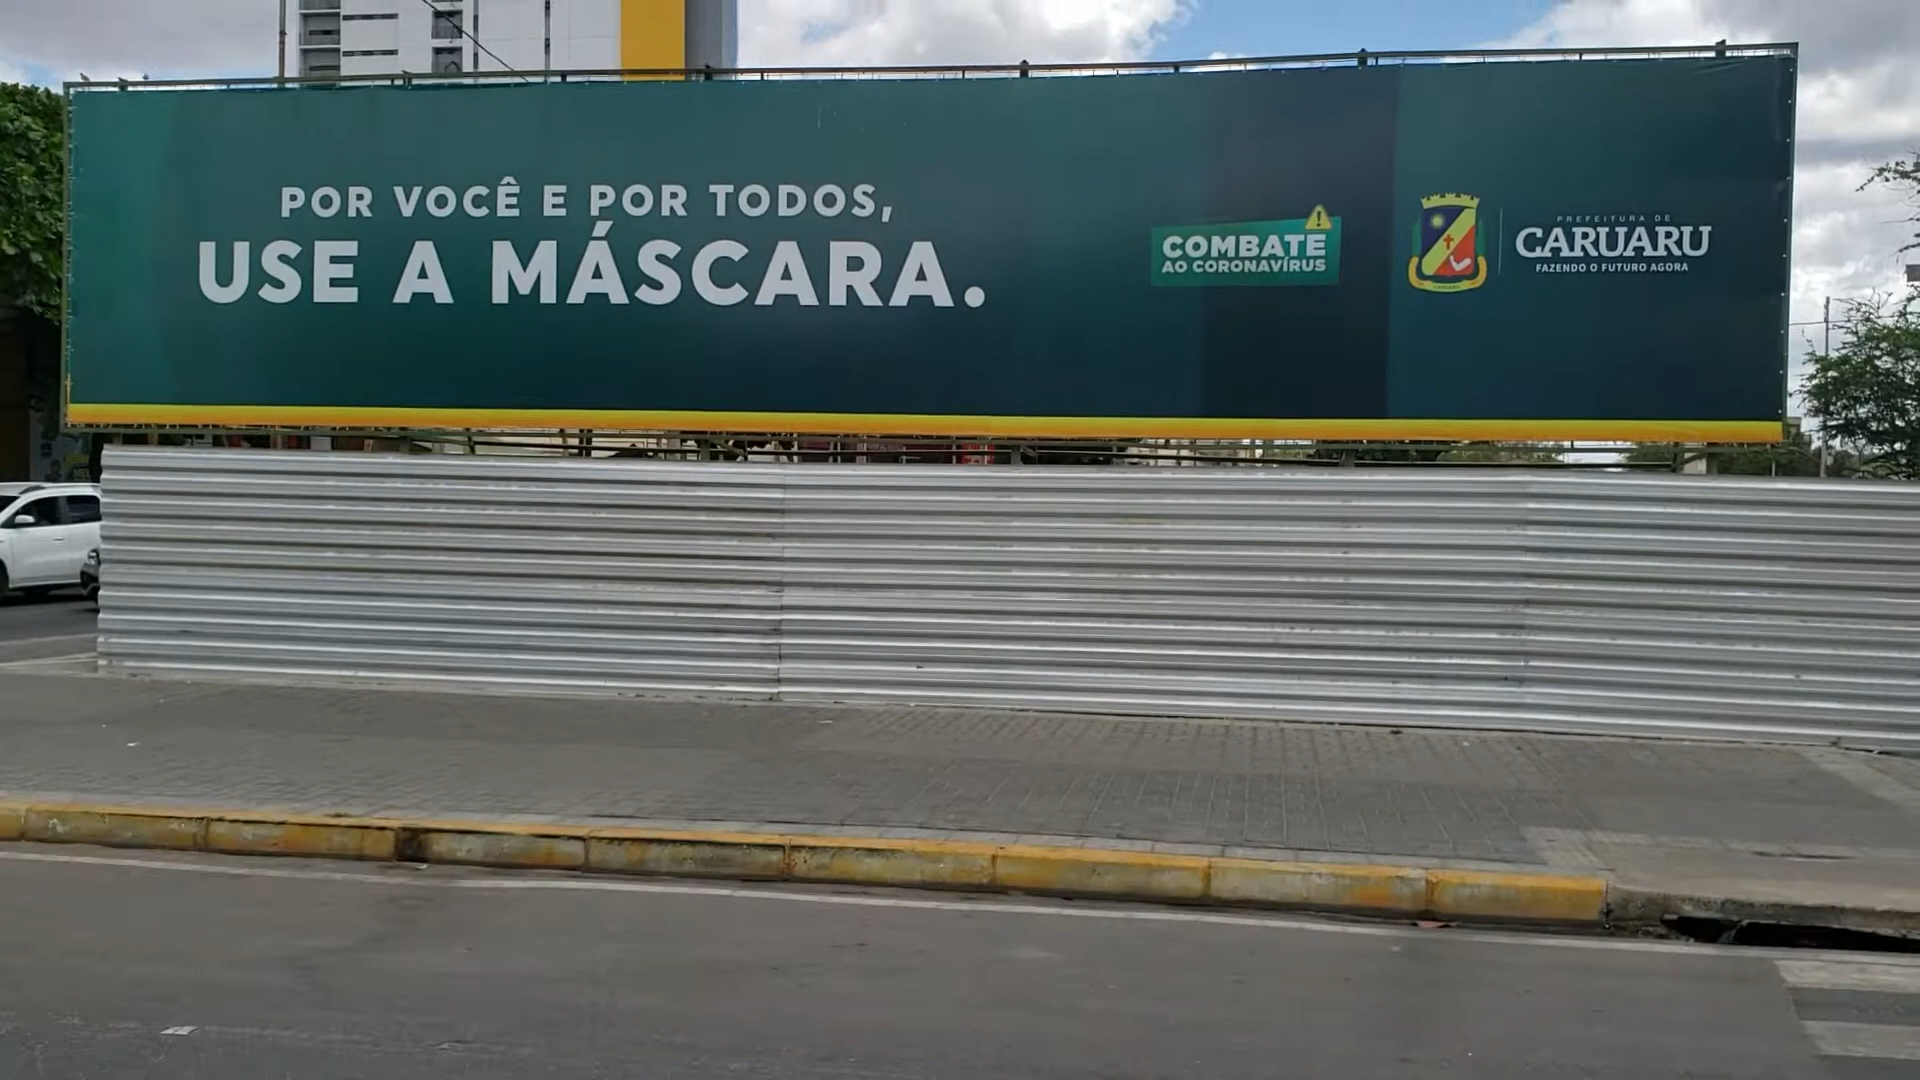 POR VOCÊ E POR TODOS,
USE A MÁSCARA.
COMBATE
AO CORONAVÍRUS
PREFEITURA DE
CARUARU
FAZENDO O FUTURO AGORA